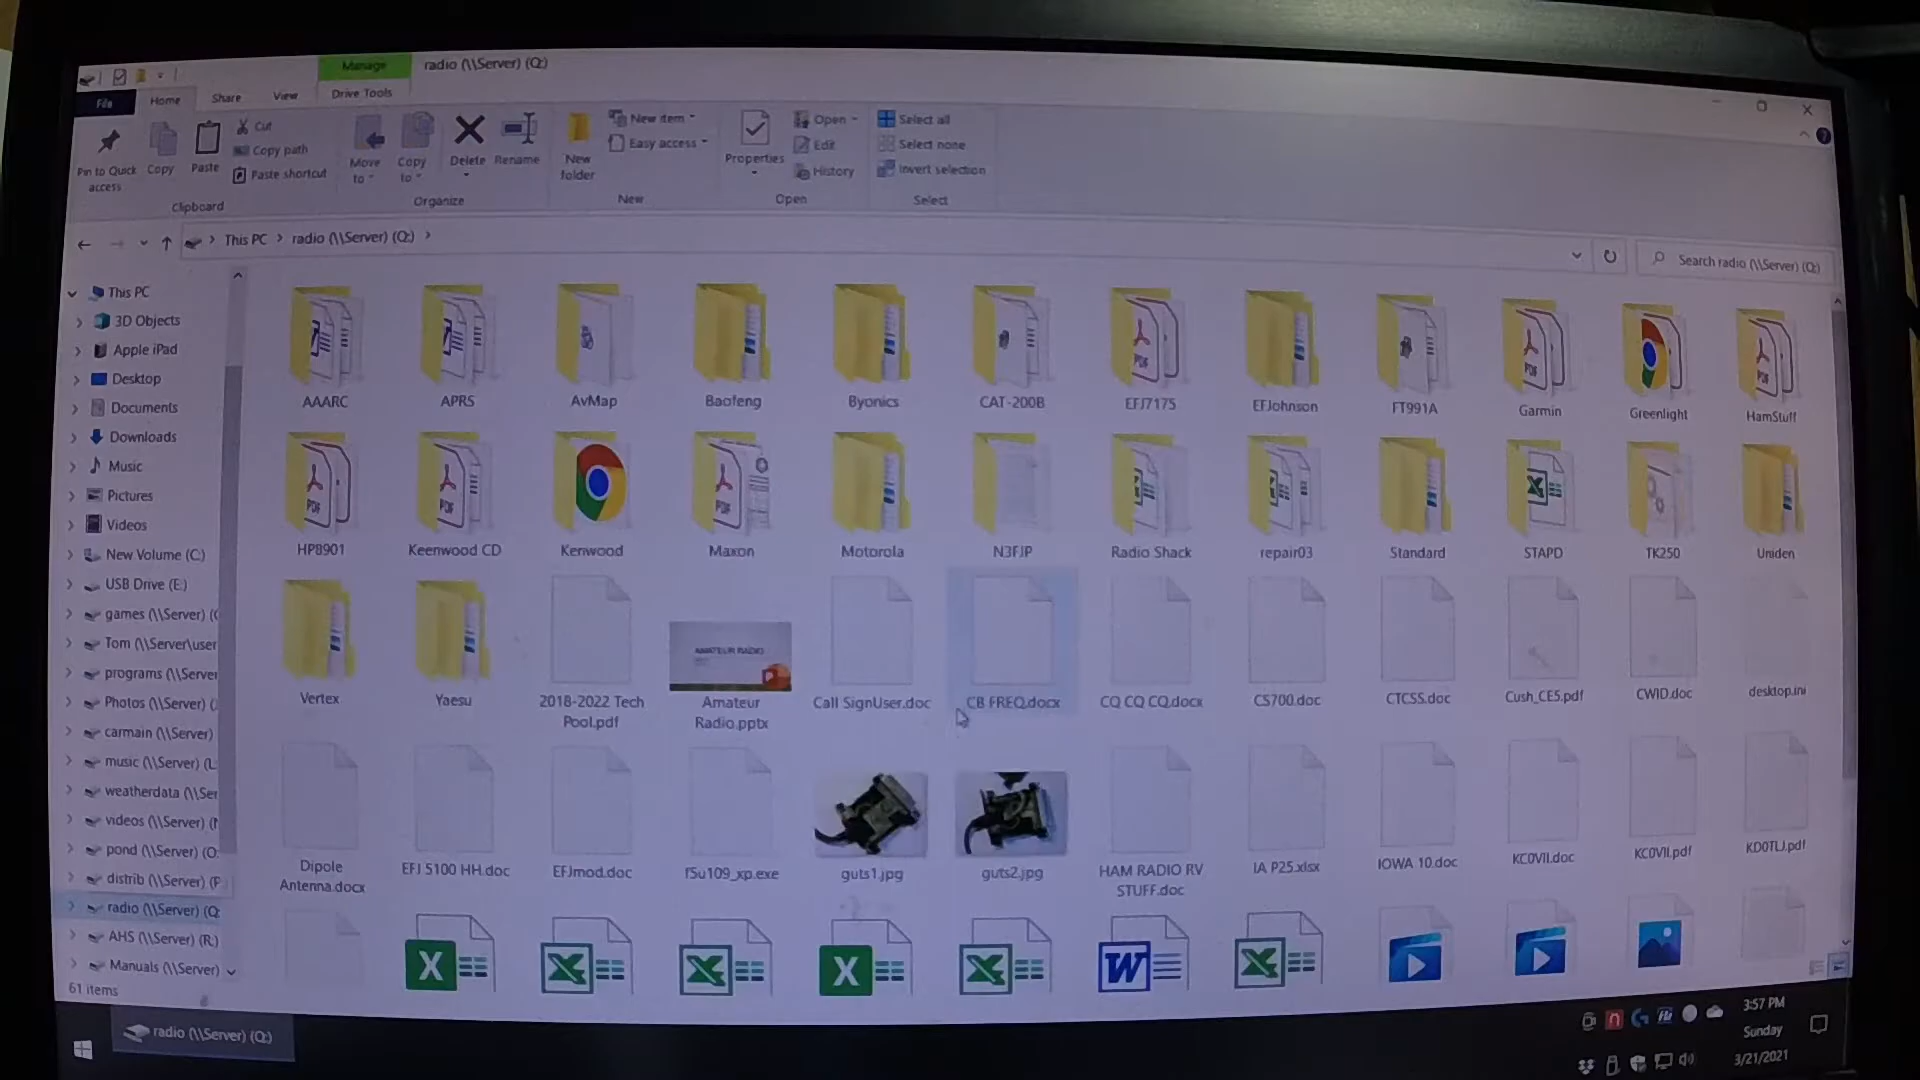 Manage
radio (\\Server) (Q:)
File
Home
Share
View
Drive Tools
Pin to Quick access
Copy
Paste
Cut
Copy path
Paste shortcut
Clipboard
Move to
Copy to
Delete
Rename
Organize
New folder
New item
Easy access
New
Properties
Open
Edit
History
Open
Select all
Select none
Invert selection
Select
This PC > radio (\\Server) (Q:) >
Search radio (\\Server) (Q:)
This PC
3D Objects
Apple iPad
Desktop
Documents
Downloads
Music
Pictures
Videos
New Volume (C:)
USB Drive (E:)
games (\\Server) (
Tom (\\Server\user
programs (\\Server
Photos (\\Server) (
carmain (\\Server)
music (\\Server) (L
weatherdata (\\Ser
videos (\\Server) (
pond (\\Server) (O:
distrib (\\Server) (P
radio (\\Server) (Q:
AHS (\\Server) (R:)
Manuals (\\Server)
AAARC
APRS
AvMap
Baofeng
Byonics
CAT-200B
EFJ7175
EFJohnson
FT991A
Garmin
Greenlight
HamStuff
HP8901
Keenwood CD
Kenwood
Maxon
Motorola
N3FJP
Radio Shack
repair03
Standard
STAPD
TK250
Uniden
Vertex
Yaesu
2018-2022 Tech
Pool.pdf
AMATEUR RADIO
Amateur
Radio.pptx
Call SignUser.doc
CB FREQ.docx
CQ CQ CQ.docx
CS700.doc
CTCSS.doc
Cush_CE5.pdf
CWID.doc
desktop.ini
Dipole
Antenna.docx
EFJ 5100 HH.doc
EFJmod.doc
f5u109_xp.exe
guts1.jpg
guts2.jpg
HAM RADIO RV
STUFF.doc
IA P25.xlsx
IOWA 10.doc
KC0VII.doc
KC0VII.pdf
KD0TLJ.pdf
61 items
radio (\\Server) (Q:)
3:57 PM
Sunday
3/21/2021